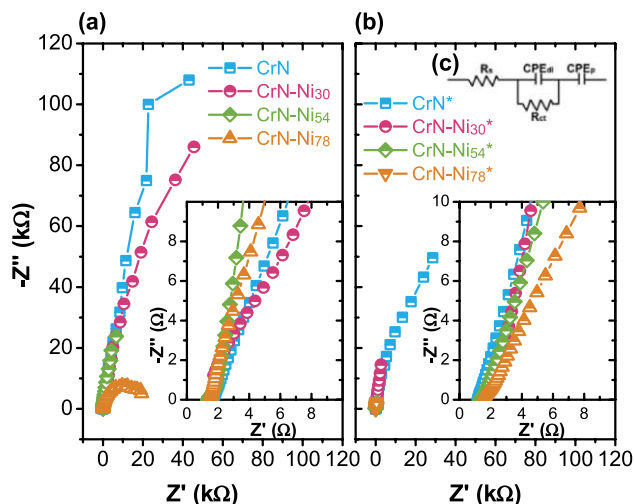 (a)
(b)
(c)
Rs
CPEdl
CPEp
Rct
CrN
CrN-Ni30
CrN-Ni54
CrN-Ni78
CrN*
CrN-Ni30*
CrN-Ni54*
CrN-Ni78*
-Z″ (kΩ)
120
100
80
60
40
20
0
-Z″ (Ω)
10
8
6
4
2
0
0 2 4 6 8
Z′ (Ω)
-Z″ (Ω)
10
8
6
4
2
0
0 2 4 6 8
Z′ (Ω)
0 20 40 60 80 100
0 20 40 60 80 100 120
Z′ (kΩ)
Z′ (kΩ)